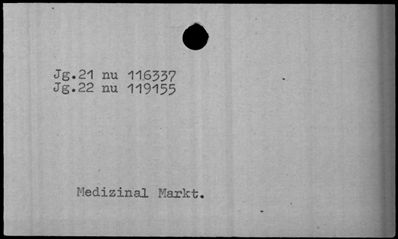 Jg.21 nu 116337
Jg.22 nu 119155
Medizinal Markt.